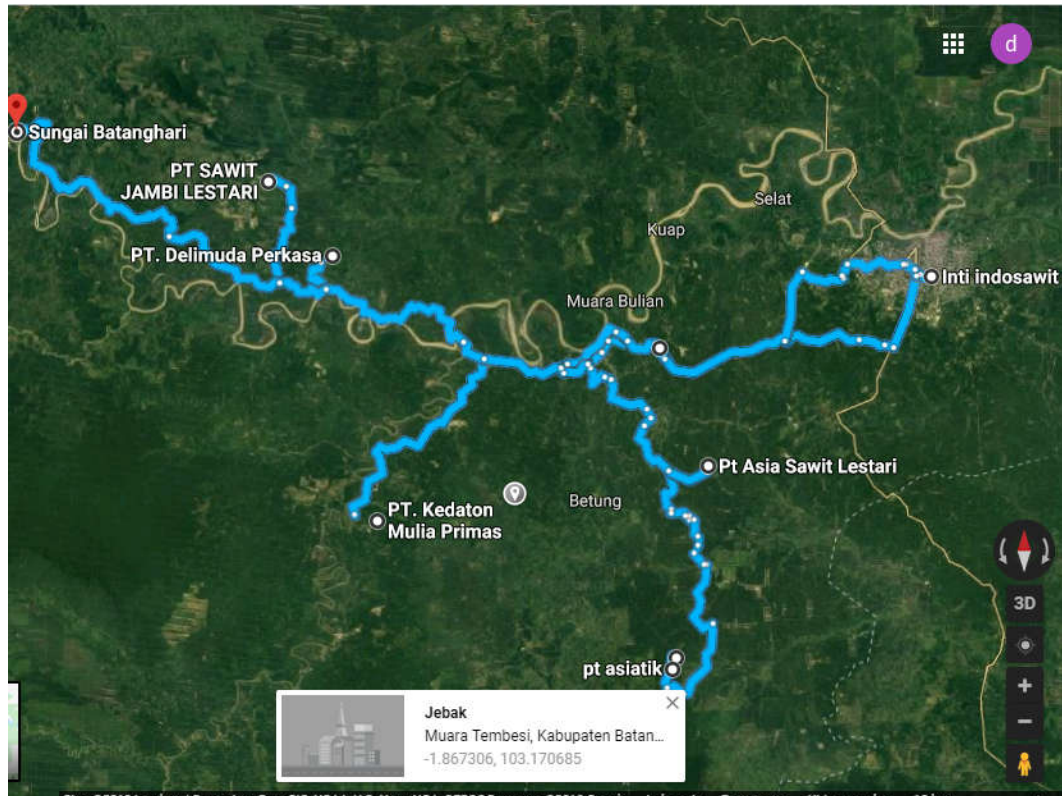 d
Sungai Batanghari
PT SAWIT
JAMBI LESTARI
Selat
Kuap
PT. Delimuda Perkasa
Inti indosawit
Muara Bulian
Pt Asia Sawit Lestari
PT. Kedaton
Mulia Primas
Betung
3D
pt asiatik
Jebak
Muara Tembesi, Kabupaten Batan...
-1.867306, 103.170685